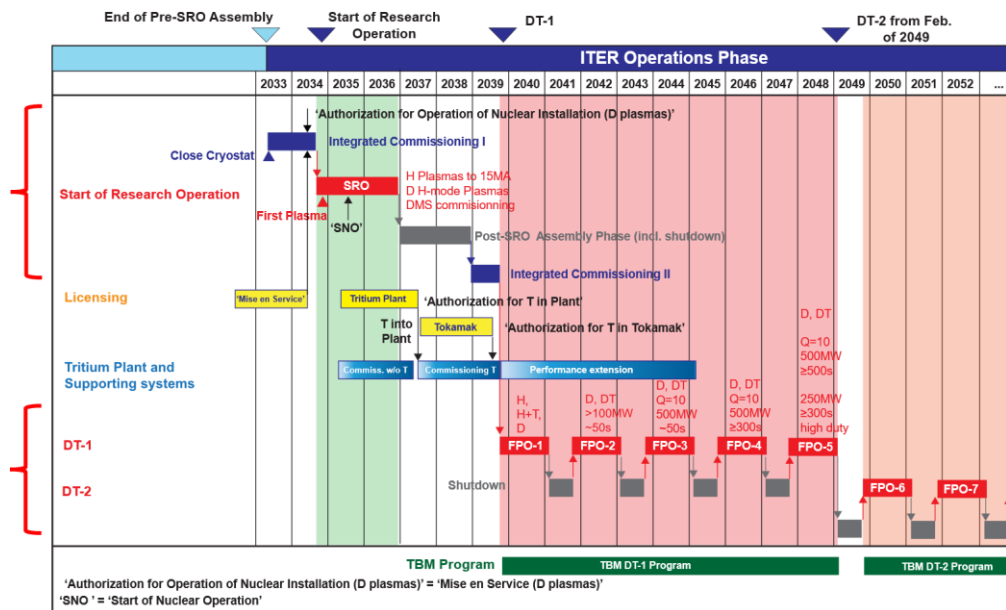 End of Pre-SRO Assembly
Start of Research
Operation
DT-1
DT-2 from Feb.
of 2049
ITER Operations Phase
2033 2034 2035 2036 2037 2038 2039 2040 2041 2042 2043 2044 2045 2046 2047 2048 2049 2050 2051 2052 ...
'Authorization for Operation of Nuclear Installation (D plasmas)'
Integrated Commissioning I
Close Cryostat
Start of Research Operation
SRO
H Plasmas to 15MA
D H-mode Plasmas
DMS commisionning
First Plasma
'SNO'
Post-SRO Assembly Phase (incl. shutdown)
Integrated Commissioning II
Licensing
'Mise en Service'
Tritium Plant
'Authorization for T in Plant'
T into
Plant
Tokamak
'Authorization for T in Tokamak'
Tritium Plant and
Supporting systems
Commiss. w/o T
Commissioning T
Performance extension
H,
H+T,
D
D, DT
>100MW
~50s
D, DT
Q=10
500MW
~50s
D, DT
Q=10
500MW
≥300s
D, DT
Q=10
500MW
≥500s
250MW
≥300s
high duty
DT-1
FPO-1
FPO-2
FPO-3
FPO-4
FPO-5
Shutdown
DT-2
FPO-6
FPO-7
TBM Program
TBM DT-1 Program
TBM DT-2 Program
'Authorization for Operation of Nuclear Installation (D plasmas)' = 'Mise en Service (D plasmas)'
'SNO ' = 'Start of Nuclear Operation'